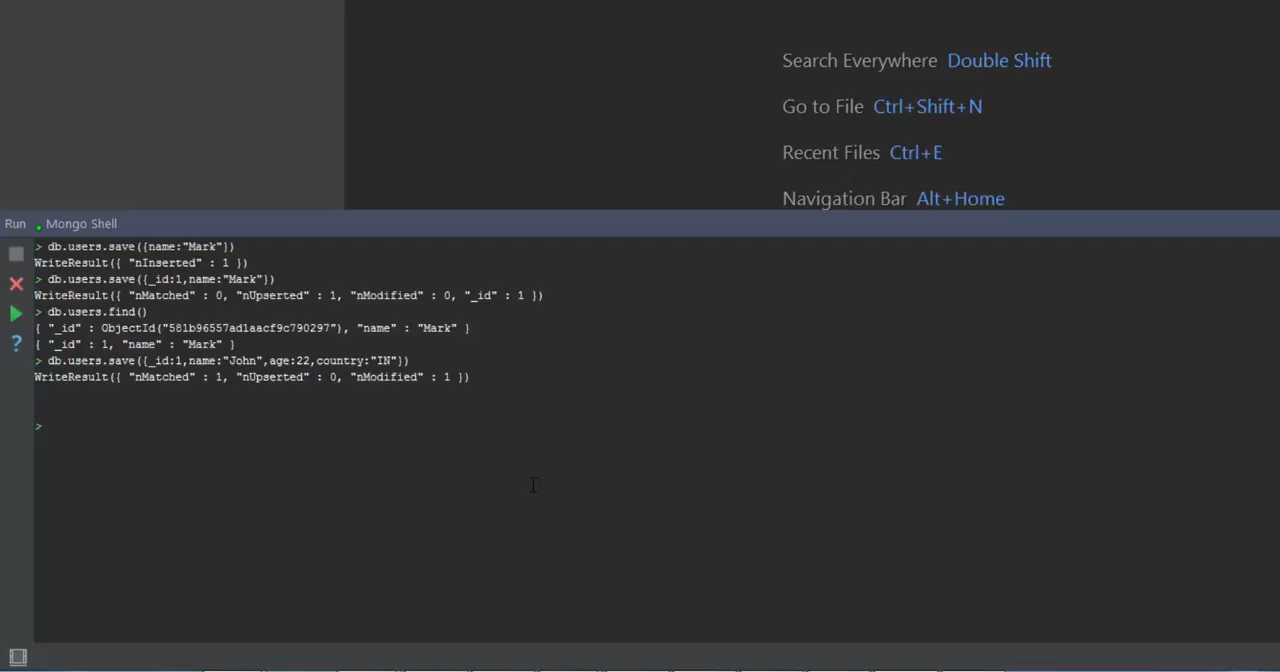 Search Everywhere Double Shift
Go to File Ctrl+Shift+N
Recent Files Ctrl+E
Navigation Bar Alt+Home
Run Mongo Shell
> db.users.save({name:"Mark"})
WriteResult({ "nInserted" : 1 })
> db.users.save({_id:1,name:"Mark"})
WriteResult({ "nMatched" : 0, "nUpserted" : 1, "nModified" : 0, "_id" : 1 })
> db.users.find()
{ "_id" : ObjectId("581b96557ad1aacf9c790297"), "name" : "Mark" }
{ "_id" : 1, "name" : "Mark" }
> db.users.save({_id:1,name:"John",age:22,country:"IN"})
WriteResult({ "nMatched" : 1, "nUpserted" : 0, "nModified" : 1 })
>